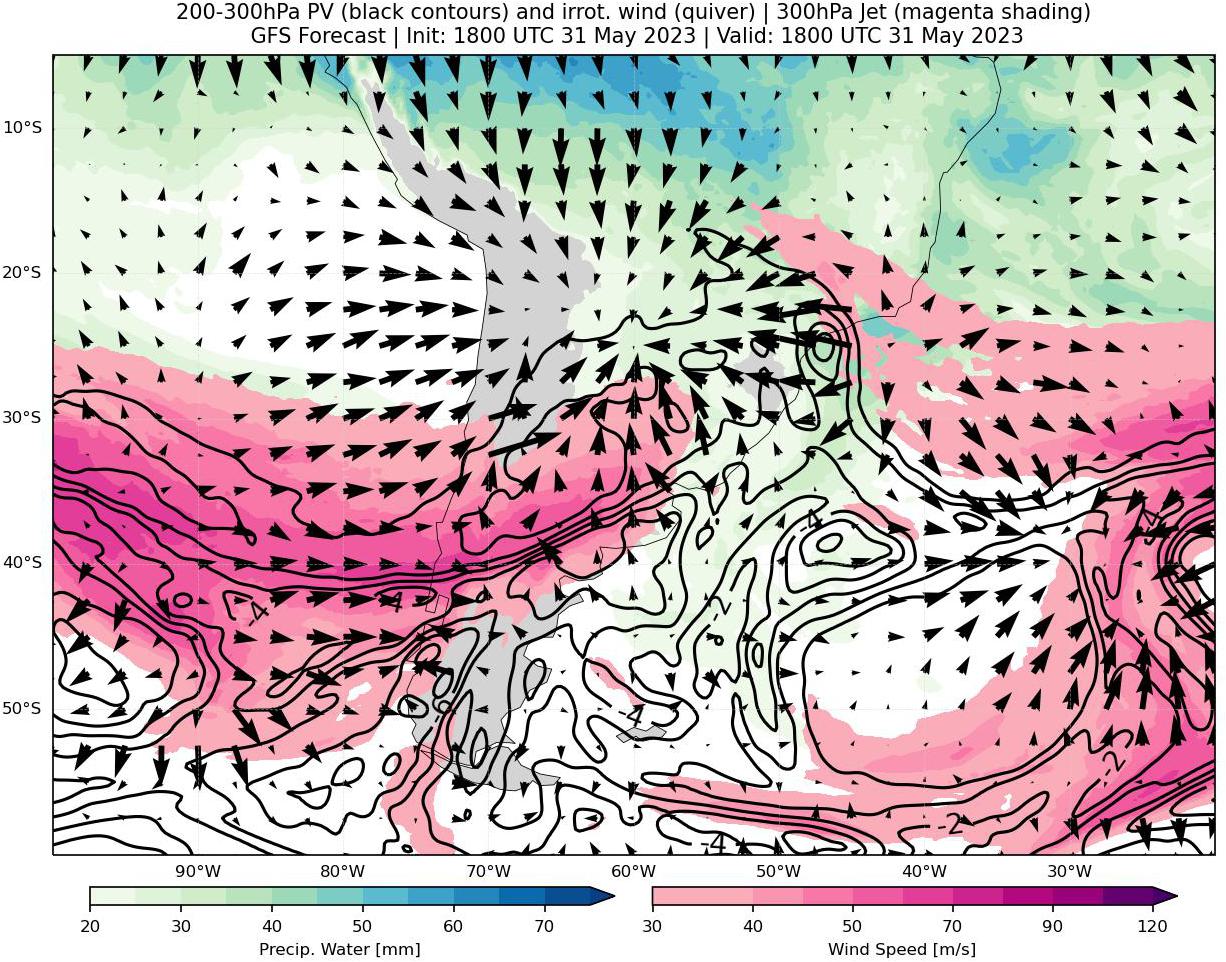 200-300hPa PV (black contours) and irrot. wind (quiver) | 300hPa Jet (magenta shading)
GFS Forecast | Init: 1800 UTC 31 May 2023 | Valid: 1800 UTC 31 May 2023
10°S
20°S
30°S
40°S
50°S
-4
-4
-4
-4
-4
-2
-6
-4
-2
-2
-4
90°W 80°W 70°W 60°W 50°W 40°W 30°W
20 30 40 50 60 70
Precip. Water [mm]
30 40 50 70 90 120
Wind Speed [m/s]